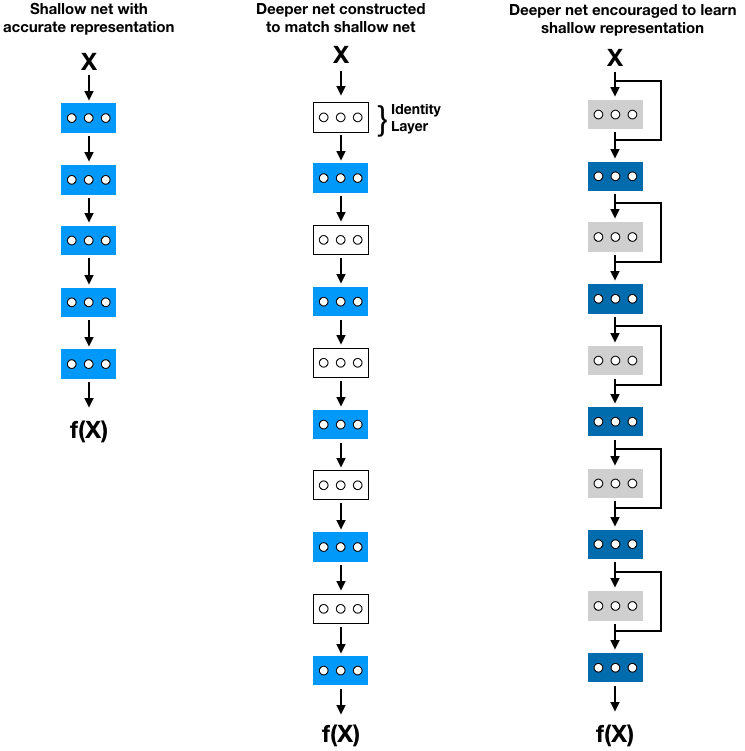 Shallow net with
accurate representation
X
f(X)
Deeper net constructed
to match shallow net
X
Identity
Layer
f(X)
Deeper net encouraged to learn
shallow representation
X
f(X)